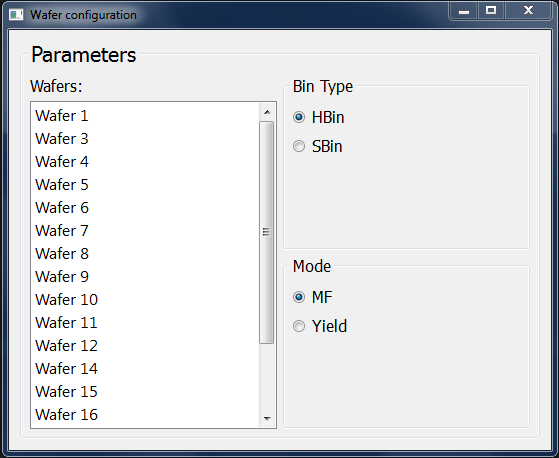 Wafer configuration
Parameters
Wafers:
Wafer 1
Wafer 3
Wafer 4
Wafer 5
Wafer 6
Wafer 7
Wafer 8
Wafer 9
Wafer 10
Wafer 11
Wafer 12
Wafer 14
Wafer 15
Wafer 16
Bin Type
HBin
SBin
Mode
MF
Yield